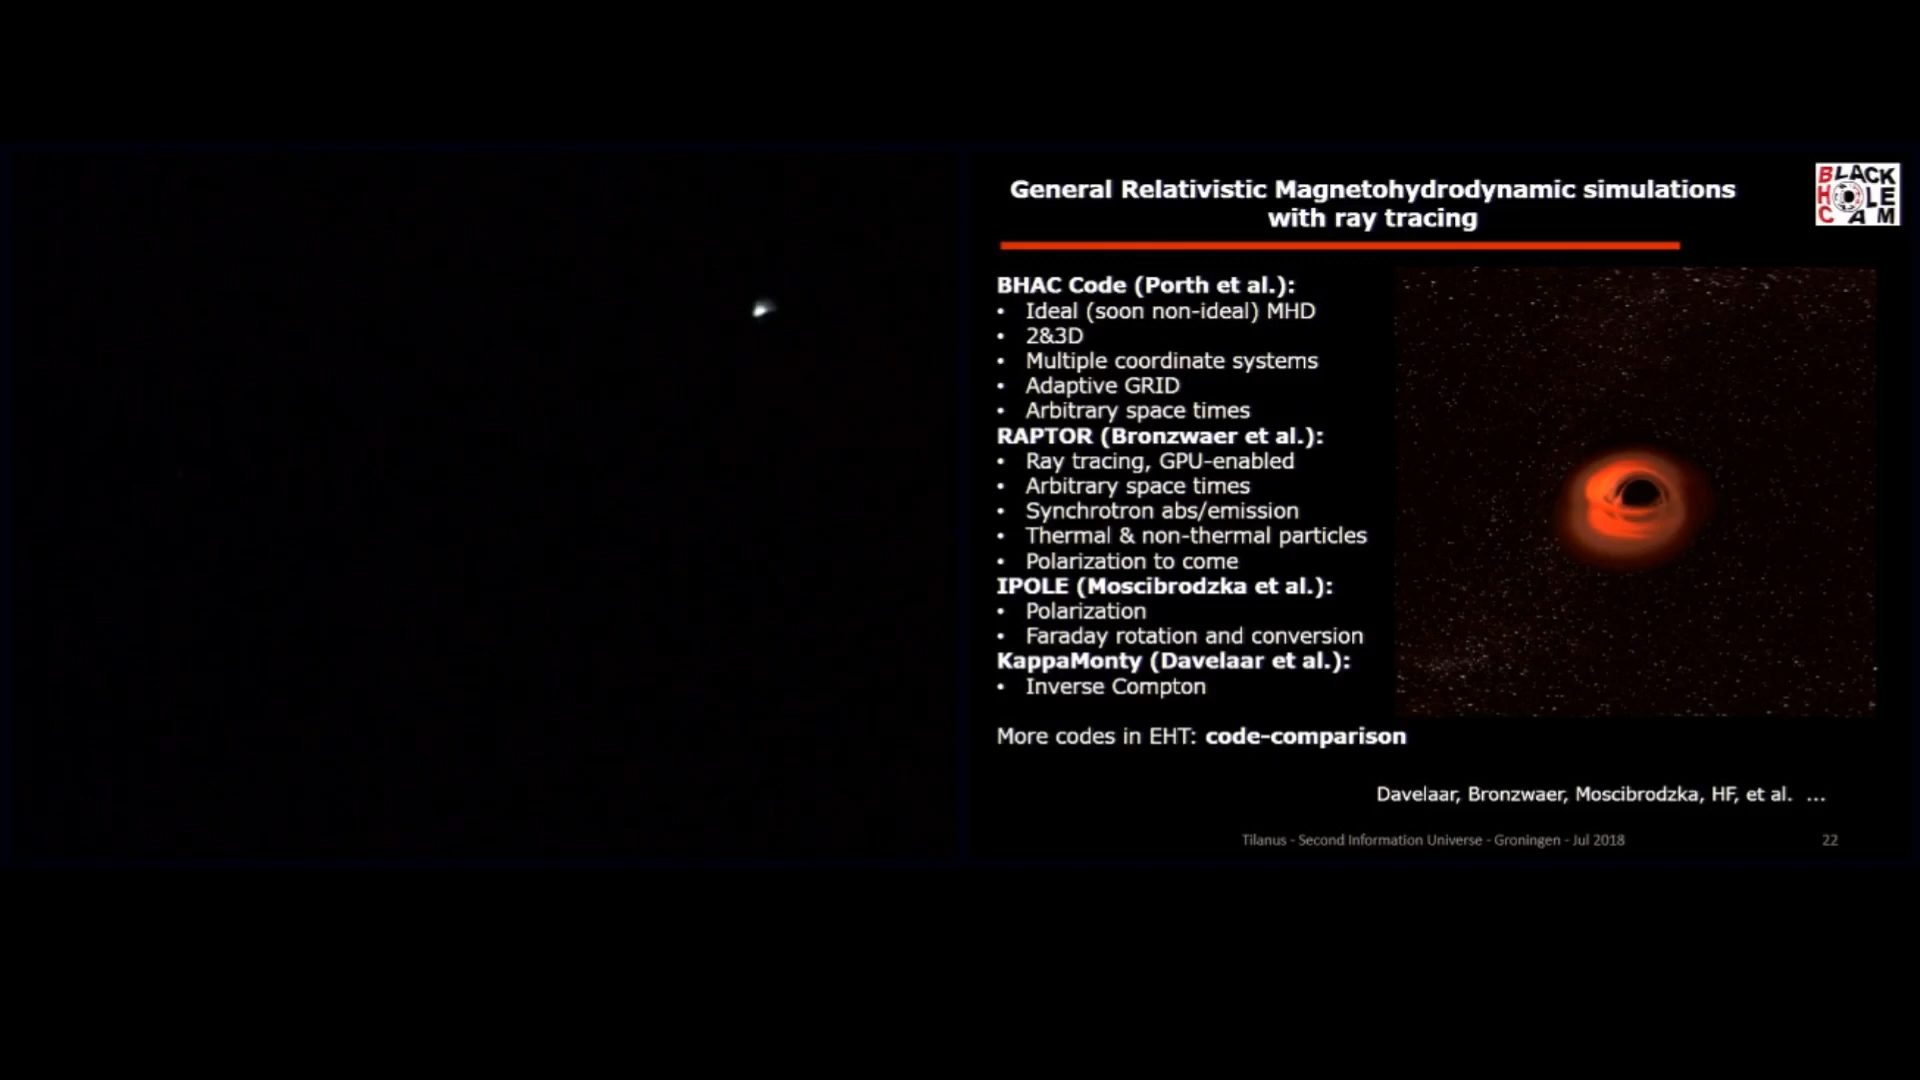 General Relativistic Magnetohydrodynamic simulations
with ray tracing
BLACK
HOLE
CAM
BHAC Code (Porth et al.):
• Ideal (soon non-ideal) MHD
• 2&3D
• Multiple coordinate systems
• Adaptive GRID
• Arbitrary space times
RAPTOR (Bronzwaer et al.):
• Ray tracing, GPU-enabled
• Arbitrary space times
• Synchrotron abs/emission
• Thermal & non-thermal particles
• Polarization to come
IPOLE (Moscibrodzka et al.):
• Polarization
• Faraday rotation and conversion
KappaMonty (Davelaar et al.):
• Inverse Compton
More codes in EHT: code-comparison
Davelaar, Bronzwaer, Moscibrodzka, HF, et al. ...
Tilanus - Second Information Universe - Groningen - Jul 2018
22